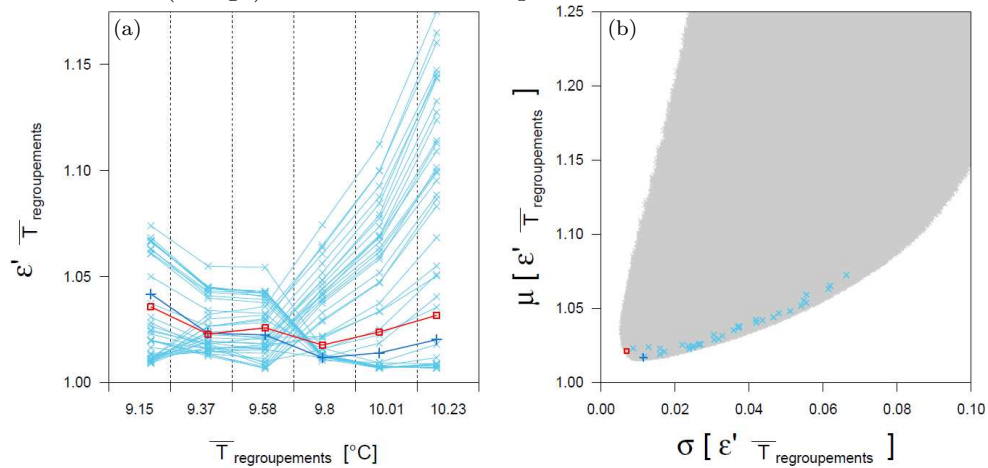 (a)
1.15
1.10
1.05
1.00
ε' T̅ regroupements
9.15 9.37 9.58 9.8 10.01 10.23
T̅ regroupements [°C]
(b)
1.25
1.20
1.15
1.10
1.05
1.00
μ [ ε' T̅ regroupements ]
0.00 0.02 0.04 0.06 0.08 0.10
σ [ ε' T̅ regroupements ]